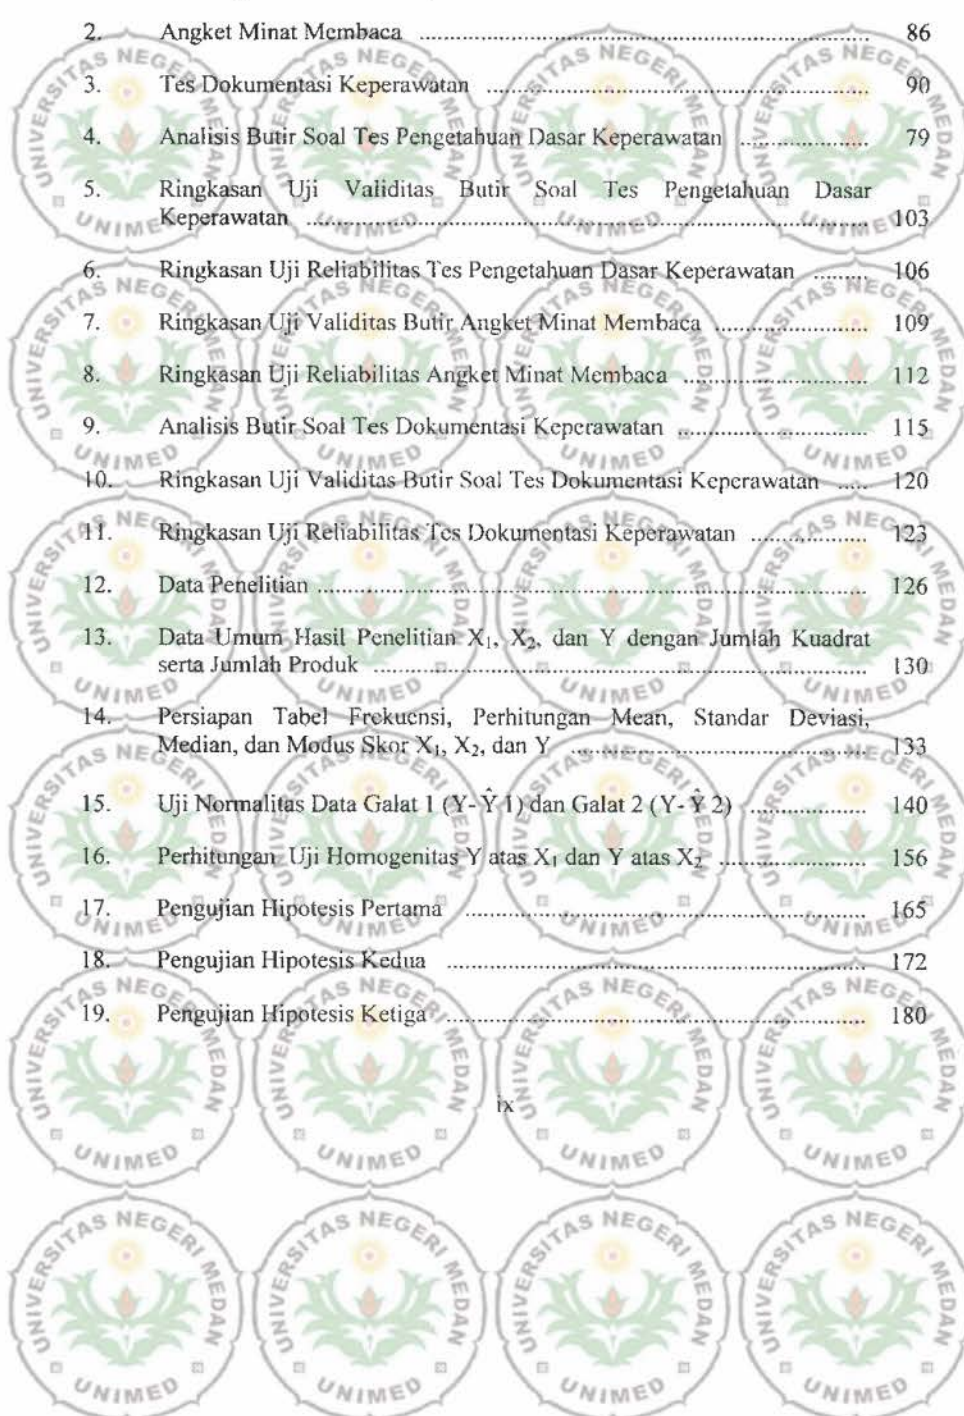 2. Angket Minat Membaca ........................................................................ 86
3. Tes Dokumentasi Keperawatan ............................................................ 90
4. Analisis Butir Soal Tes Pengetahuan Dasar Keperawatan .................... 79
5. Ringkasan Uji Validitas Butir Soal Tes Pengetahuan Dasar
Keperawatan ........................................................................................ 103
6. Ringkasan Uji Reliabilitas Tes Pengetahuan Dasar Keperawatan ......... 106
7. Ringkasan Uji Validitas Butir Angket Minat Membaca ........................ 109
8. Ringkasan Uji Reliabilitas Angket Minat Membaca ............................. 112
9. Analisis Butir Soal Tes Dokumentasi Keperawatan .............................. 115
10. Ringkasan Uji Validitas Butir Soal Tes Dokumentasi Keperawatan ..... 120
11. Ringkasan Uji Reliabilitas Tes Dokumentasi Keperawatan ................... 123
12. Data Penelitian ...................................................................................... 126
13. Data Umum Hasil Penelitian X₁, X₂, dan Y dengan Jumlah Kuadrat
serta Jumlah Produk .............................................................................. 130
14. Persiapan Tabel Frekuensi, Perhitungan Mean, Standar Deviasi,
Median, dan Modus Skor X₁, X₂, dan Y ............................................... 133
15. Uji Normalitas Data Galat 1 (Y- Ŷ 1) dan Galat 2 (Y- Ŷ 2) ................... 140
16. Perhitungan Uji Homogenitas Y atas X₁ dan Y atas X₂ ....................... 156
17. Pengujian Hipotesis Pertama ................................................................ 165
18. Pengujian Hipotesis Kedua ................................................................... 172
19. Pengujian Hipotesis Ketiga ................................................................... 180
ix
UNIVERSITAS NEGERI MEDAN
UNIMED